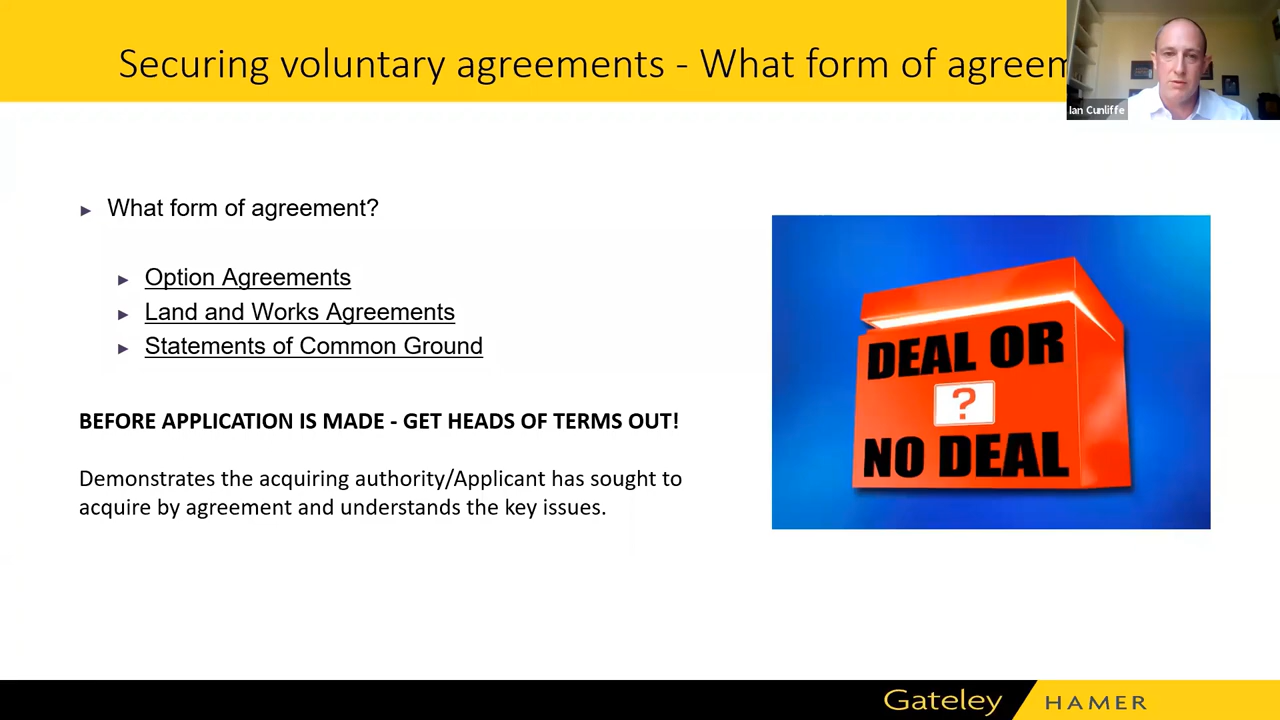 Securing voluntary agreements - What form of agreem
Ian Cunliffe
What form of agreement?
Option Agreements
Land and Works Agreements
Statements of Common Ground
BEFORE APPLICATION IS MADE - GET HEADS OF TERMS OUT!
Demonstrates the acquiring authority/Applicant has sought to
acquire by agreement and understands the key issues.
DEAL OR
?
NO DEAL
Gateley HAMER